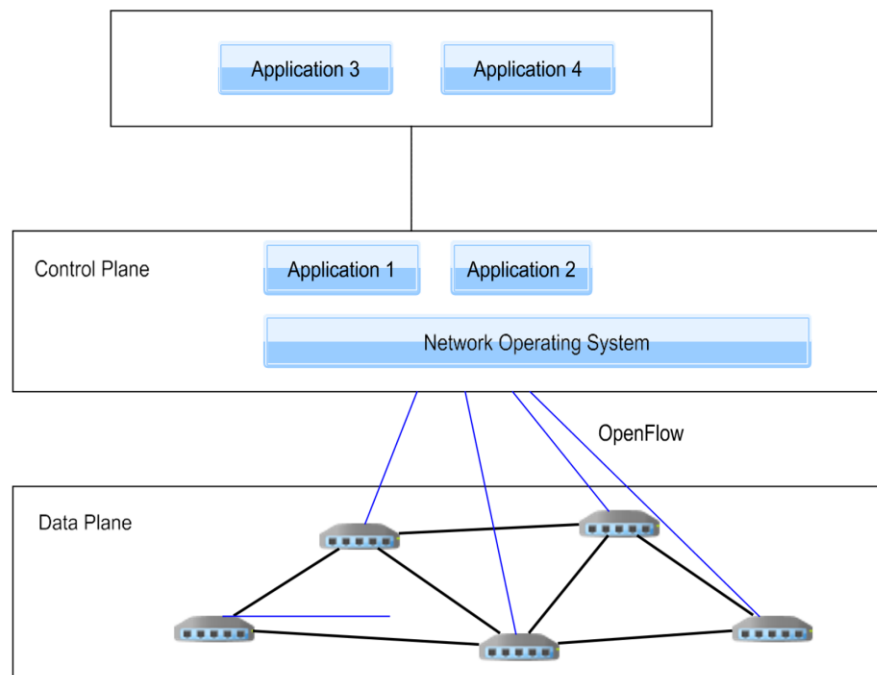 Application 3
Application 4
Control Plane
Application 1
Application 2
Network Operating System
OpenFlow
Data Plane